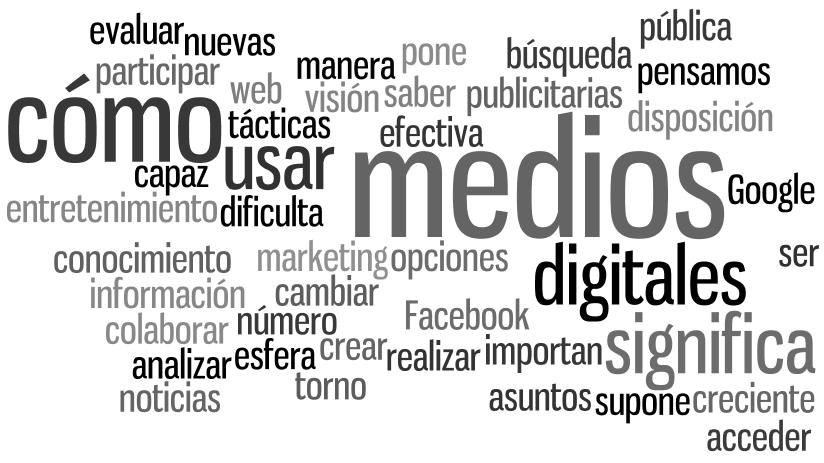 evaluar nuevas pública
participar manera pone búsqueda pensamos
web visión saber publicitarias
cómo tácticas efectiva disposición
capaz usar medios Google
entretenimiento dificulta
conocimiento marketing opciones digitales ser
información cambiar
colaborar número Facebook
analizar esfera crear realizar importan significa
noticias torno asuntos supone creciente
acceder